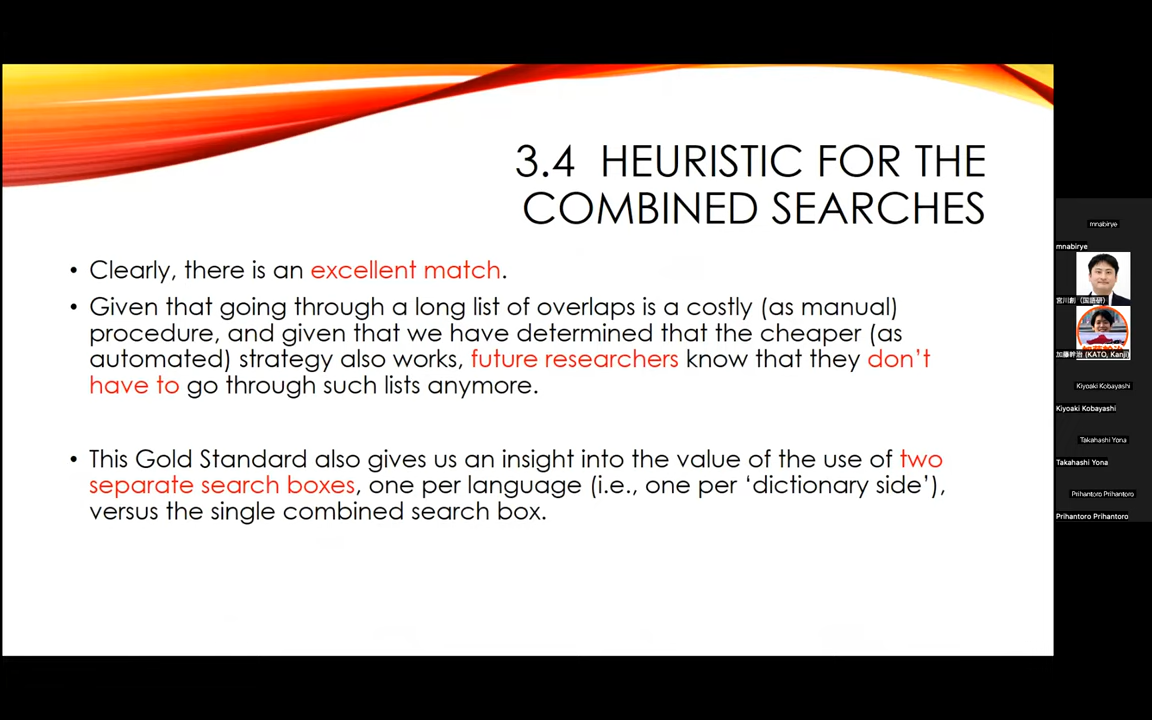 3.4 HEURISTIC FOR THE
COMBINED SEARCHES
• Clearly, there is an excellent match.
• Given that going through a long list of overlaps is a costly (as manual)
procedure, and given that we have determined that the cheaper (as
automated) strategy also works, future researchers know that they don’t
have to go through such lists anymore.
• This Gold Standard also gives us an insight into the value of the use of two
separate search boxes, one per language (i.e., one per ‘dictionary side’),
versus the single combined search box.
mnabirye
mnabirye
宮川創（国語研）
加藤幹治 (KATO, Kanji)
Kiyoaki Kobayashi
Kiyoaki Kobayashi
Takahashi Yona
Takahashi Yona
Prihantoro Prihantoro
Prihantoro Prihantoro